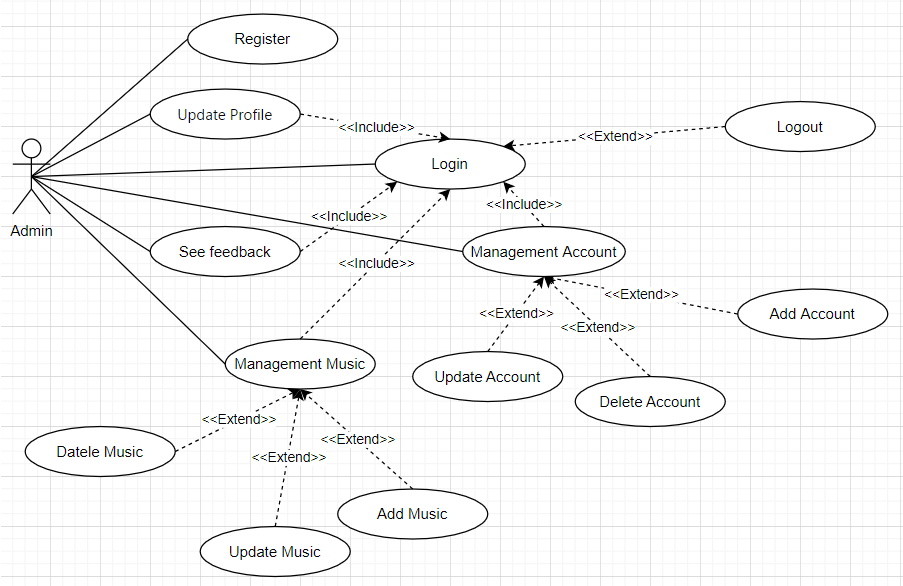 Register
Update Profile
<<Include>>
Logout
<<Extend>>
Login
Admin
<<Include>>
<<Include>>
See feedback
Management Account
<<Include>>
<<Extend>>
Add Account
<<Extend>>
<<Extend>>
Management Music
Update Account
Delete Account
<<Extend>>
<<Extend>>
Datele Music
<<Extend>>
Add Music
Update Music